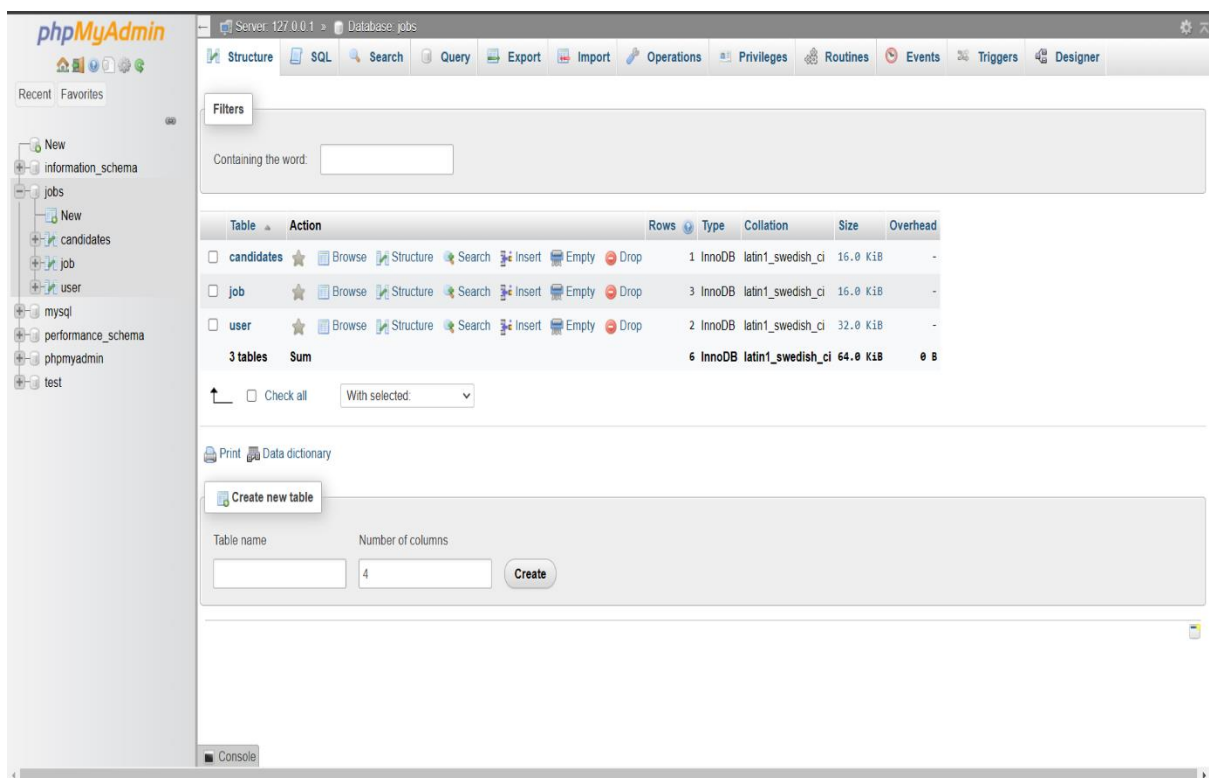 phpMyAdmin
Recent Favorites
New
information_schema
jobs
New
candidates
job
user
mysql
performance_schema
phpmyadmin
test
Server: 127.0.0.1 » Database: jobs
Structure SQL Search Query Export Import Operations Privileges Routines Events Triggers Designer
Filters
Containing the word:
Table Action Rows Type Collation Size Overhead
candidates Browse Structure Search Insert Empty Drop 1 InnoDB latin1_swedish_ci 16.0 KiB -
job Browse Structure Search Insert Empty Drop 3 InnoDB latin1_swedish_ci 16.0 KiB -
user Browse Structure Search Insert Empty Drop 2 InnoDB latin1_swedish_ci 32.0 KiB -
3 tables Sum 6 InnoDB latin1_swedish_ci 64.0 KiB 0 B
Check all With selected:
Print Data dictionary
Create new table
Table name Number of columns
4 Create
Console